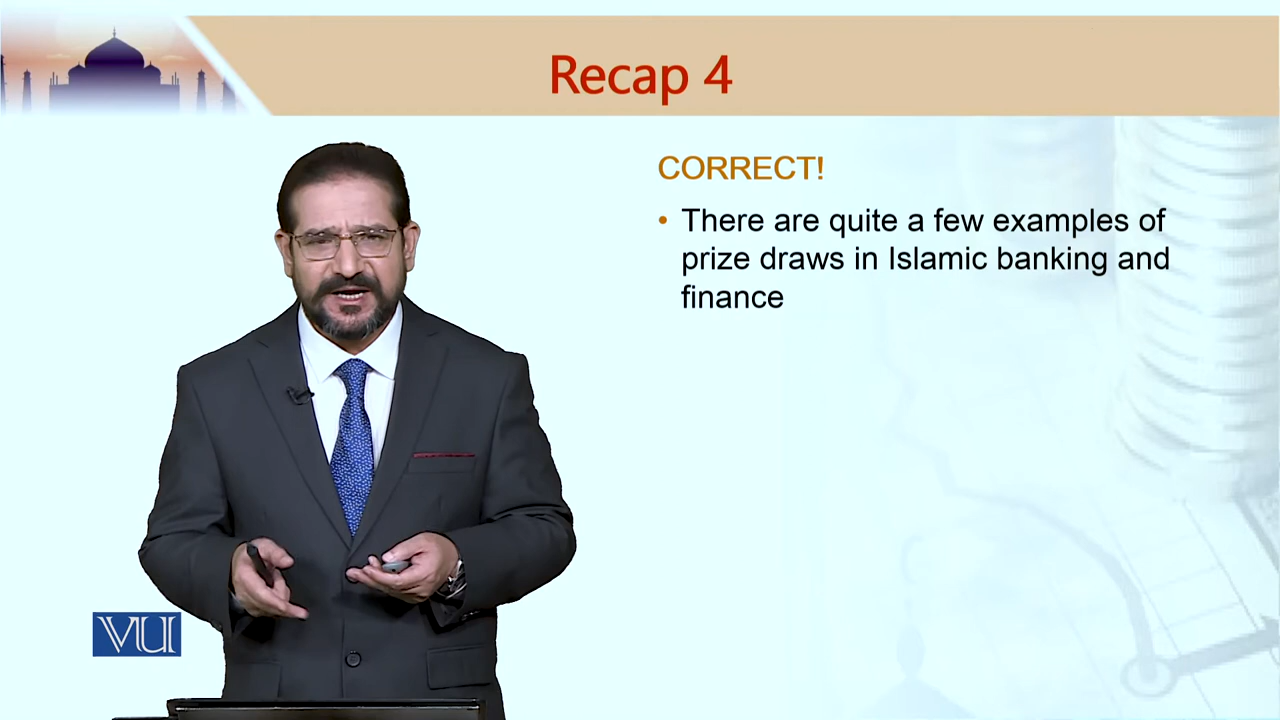 Recap 4
CORRECT!
• There are quite a few examples of
prize draws in Islamic banking and
finance
VU